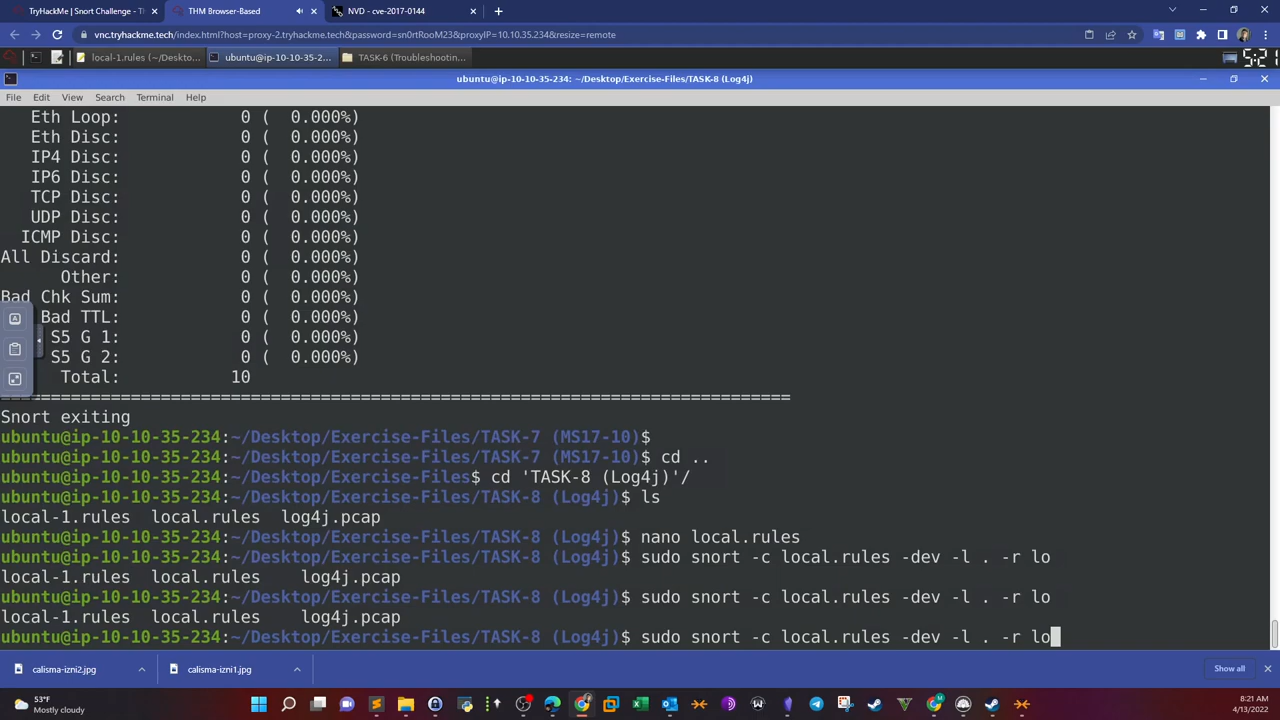 TryHackMe | Snort Challenge - Th
THM Browser-Based
NVD - cve-2017-0144
vnc.tryhackme.tech/index.html?host=proxy-2.tryhackme.tech&password=sn0rtRooM23&proxyIP=10.10.35.234&resize=remote
local-1.rules (~/Deskto...
ubuntu@ip-10-10-35-2...
TASK-6 (Troubleshootin...
5:21
ubuntu@ip-10-10-35-234: ~/Desktop/Exercise-Files/TASK-8 (Log4j)
File Edit View Search Terminal Help
Eth Loop: 0 ( 0.000%)
Eth Disc: 0 ( 0.000%)
IP4 Disc: 0 ( 0.000%)
IP6 Disc: 0 ( 0.000%)
TCP Disc: 0 ( 0.000%)
UDP Disc: 0 ( 0.000%)
ICMP Disc: 0 ( 0.000%)
All Discard: 0 ( 0.000%)
Other: 0 ( 0.000%)
Bad Chk Sum: 0 ( 0.000%)
Bad TTL: 0 ( 0.000%)
S5 G 1: 0 ( 0.000%)
S5 G 2: 0 ( 0.000%)
Total: 10
===============================================================================
Snort exiting
ubuntu@ip-10-10-35-234:~/Desktop/Exercise-Files/TASK-7 (MS17-10)$
ubuntu@ip-10-10-35-234:~/Desktop/Exercise-Files/TASK-7 (MS17-10)$ cd ..
ubuntu@ip-10-10-35-234:~/Desktop/Exercise-Files$ cd 'TASK-8 (Log4j)'/
ubuntu@ip-10-10-35-234:~/Desktop/Exercise-Files/TASK-8 (Log4j)$ ls
local-1.rules local.rules log4j.pcap
ubuntu@ip-10-10-35-234:~/Desktop/Exercise-Files/TASK-8 (Log4j)$ nano local.rules
ubuntu@ip-10-10-35-234:~/Desktop/Exercise-Files/TASK-8 (Log4j)$ sudo snort -c local.rules -dev -l . -r lo
local-1.rules local.rules log4j.pcap
ubuntu@ip-10-10-35-234:~/Desktop/Exercise-Files/TASK-8 (Log4j)$ sudo snort -c local.rules -dev -l . -r lo
local-1.rules local.rules log4j.pcap
ubuntu@ip-10-10-35-234:~/Desktop/Exercise-Files/TASK-8 (Log4j)$ sudo snort -c local.rules -dev -l . -r lo
calisma-izni2.jpg
calisma-izni1.jpg
Show all
53°F
Mostly cloudy
8:21 AM
4/13/2022